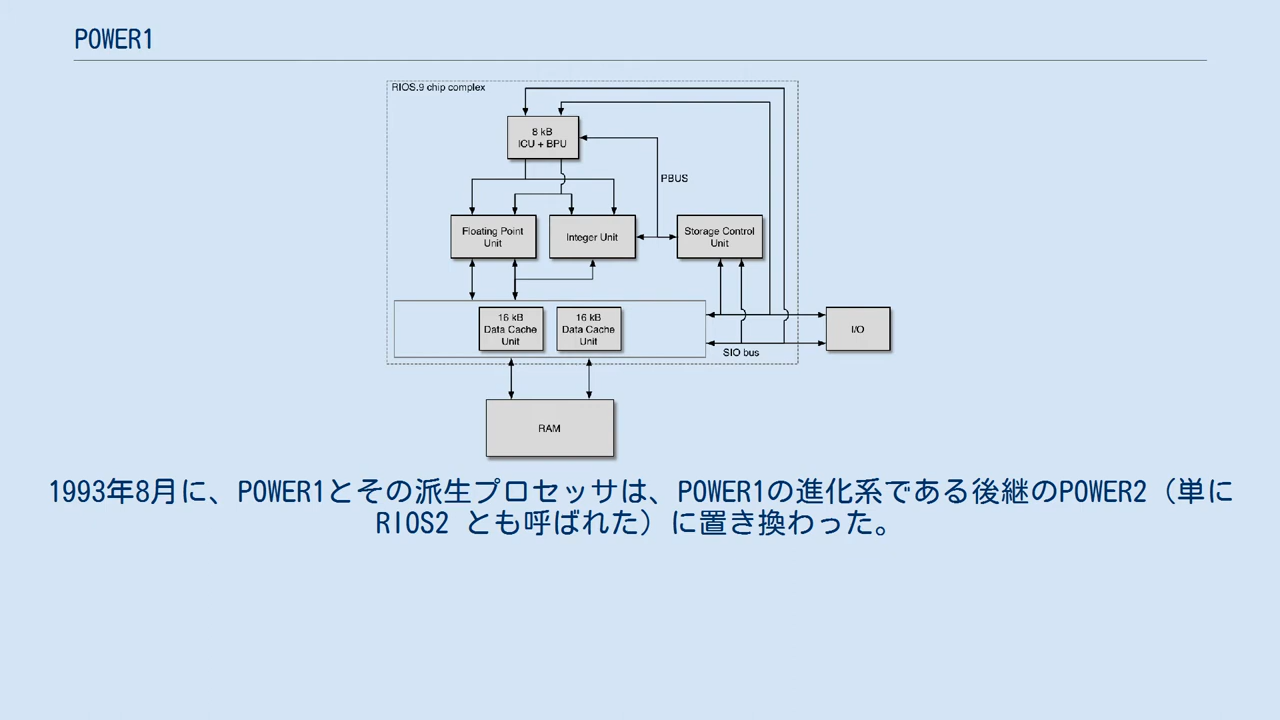 POWER1
RIOS.9 chip complex
8 kB
ICU + BPU
PBUS
Floating Point
Unit
Integer Unit
Storage Control
Unit
16 kB
Data Cache
Unit
16 kB
Data Cache
Unit
I/O
SIO bus
RAM
1993年8月に、POWER1とその派生プロセッサは、POWER1の進化系である後継のPOWER2（単に
RIOS2 とも呼ばれた）に置き換わった。